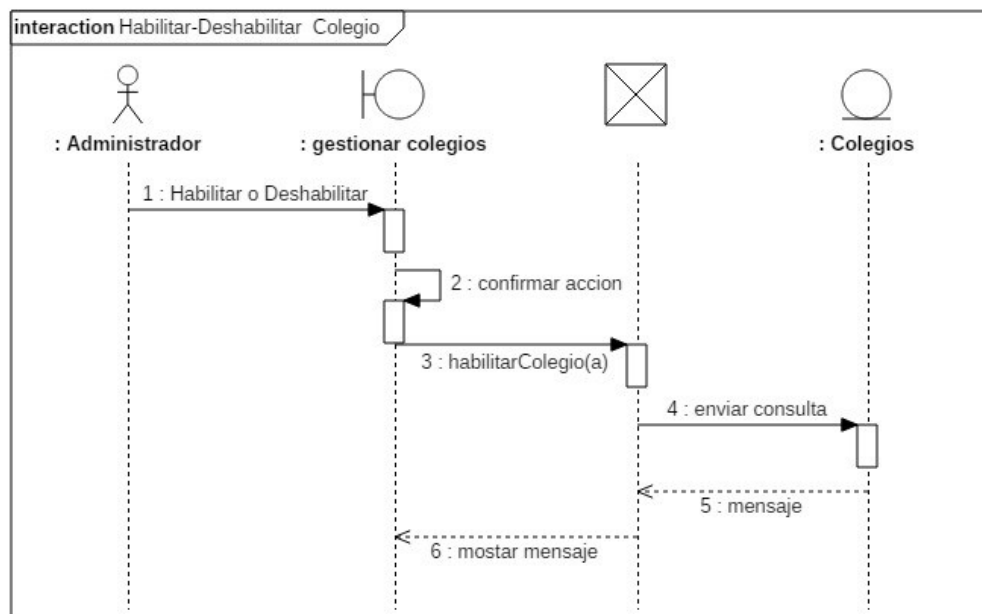 interaction Habilitar-Deshabilitar Colegio
: Administrador
: gestionar colegios
: Colegios
1 : Habilitar o Deshabilitar
2 : confirmar accion
3 : habilitarColegio(a)
4 : enviar consulta
5 : mensaje
6 : mostar mensaje